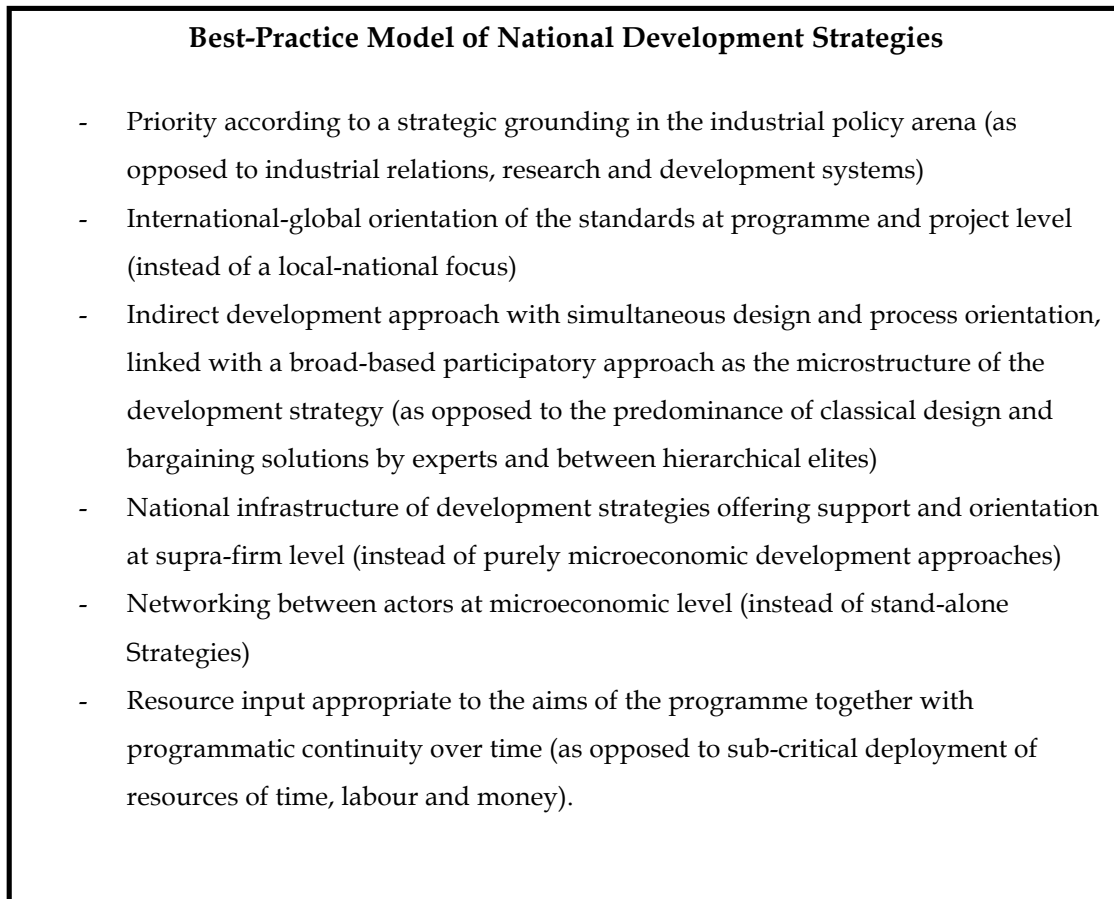 Best-Practice Model of National Development Strategies
- Priority according to a strategic grounding in the industrial policy arena (as
opposed to industrial relations, research and development systems)
- International-global orientation of the standards at programme and project level
(instead of a local-national focus)
- Indirect development approach with simultaneous design and process orientation,
linked with a broad-based participatory approach as the microstructure of the
development strategy (as opposed to the predominance of classical design and
bargaining solutions by experts and between hierarchical elites)
- National infrastructure of development strategies offering support and orientation
at supra-firm level (instead of purely microeconomic development approaches)
- Networking between actors at microeconomic level (instead of stand-alone
Strategies)
- Resource input appropriate to the aims of the programme together with
programmatic continuity over time (as opposed to sub-critical deployment of
resources of time, labour and money).